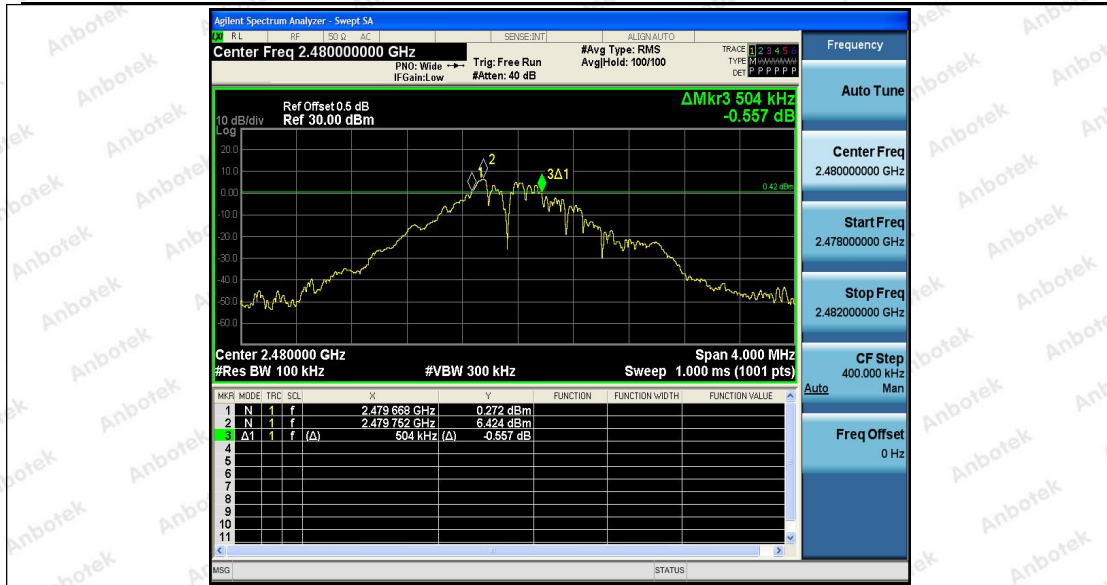 Agilent Spectrum Analyzer - Swept SA
RL RF 50 Ω AC SENSE:INT ALIGNAUTO
Center Freq 2.480000000 GHz
PNO: Wide
IFGain:Low
Trig: Free Run
#Atten: 40 dB
#Avg Type: RMS
Avg|Hold: 100/100
TRACE 1 2 3 4 5 6
TYPE M
DET P P P P P P
ΔMkr3 504 kHz
-0.557 dB
Ref Offset 0.5 dB
10 dB/div Ref 30.00 dBm
Log
20.0
10.0
0.00
-10.0
-20.0
-30.0
-40.0
-50.0
-60.0
1
2
3Δ1
0.42 dBm
Center 2.480000 GHz Span 4.000 MHz
#Res BW 100 kHz #VBW 300 kHz Sweep 1.000 ms (1001 pts)
MKR MODE TRC SCL X Y FUNCTION FUNCTION WIDTH FUNCTION VALUE
1 N 1 f 2.479 668 GHz 0.272 dBm
2 N 1 f 2.479 752 GHz 6.424 dBm
3 Δ1 1 f (Δ) 504 kHz (Δ) -0.557 dB
4
5
6
7
8
9
10
11
MSG STATUS
Frequency
Auto Tune
Center Freq
2.480000000 GHz
Start Freq
2.478000000 GHz
Stop Freq
2.482000000 GHz
CF Step
400.000 kHz
Auto Man
Freq Offset
0 Hz
Anbotek